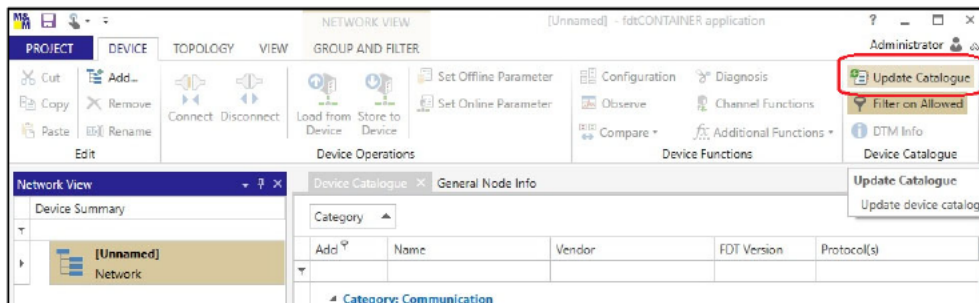 M&M
NETWORK VIEW [Unnamed] - fdtCONTAINER application ?
PROJECT DEVICE TOPOLOGY VIEW GROUP AND FILTER Administrator
Cut Add... Set Offline Parameter Configuration Diagnosis Update Catalogue
Copy Remove Connect Disconnect Load from Device Store to Device Set Online Parameter Observe Channel Functions Filter on Allowed
Paste Rename Compare Additional Functions DTM Info
Edit Device Operations Device Functions Device Catalogue
Network View Device Catalogue General Node Info Update Catalogue
Device Summary Category Update device catalog
Add Name Vendor FDT Version Protocol(s)
[Unnamed]
Network
Category: Communication